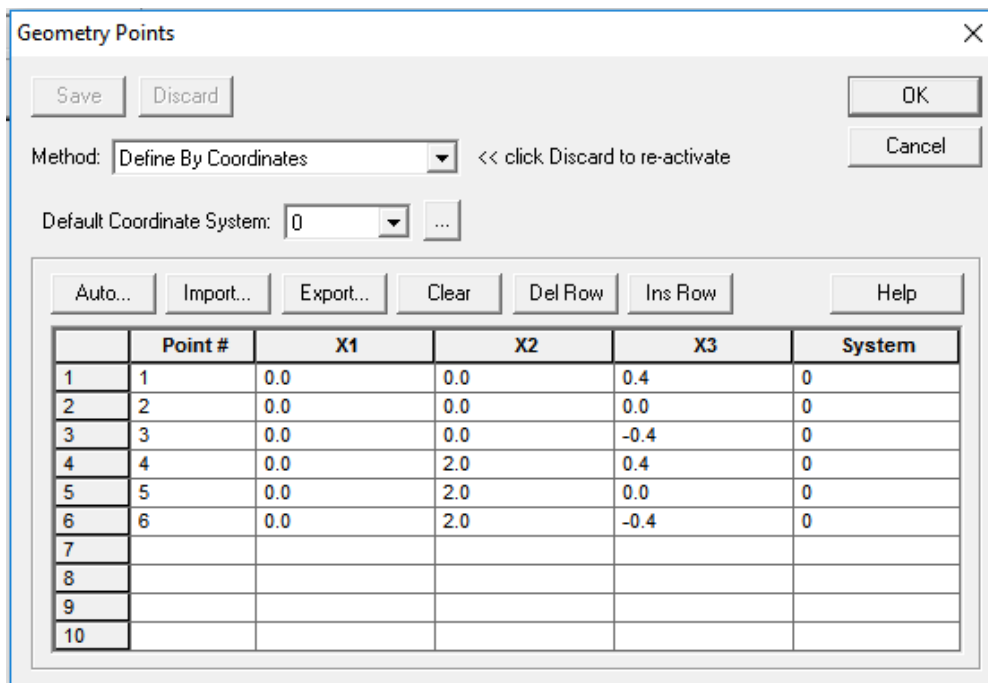 Geometry Points
Save Discard OK
Method: Define By Coordinates << click Discard to re-activate Cancel
Default Coordinate System: 0 ...
Auto... Import... Export... Clear Del Row Ins Row Help
Point # X1 X2 X3 System
1 1 0.0 0.0 0.4 0
2 2 0.0 0.0 0.0 0
3 3 0.0 0.0 -0.4 0
4 4 0.0 2.0 0.4 0
5 5 0.0 2.0 0.0 0
6 6 0.0 2.0 -0.4 0
7
8
9
10